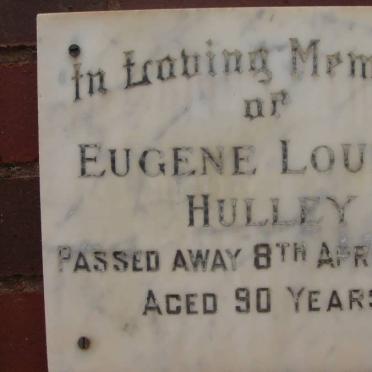 In Loving Mem
of
EUGENE LOU
HULLEY
PASSED AWAY 8TH APR
AGED 90 YEARS